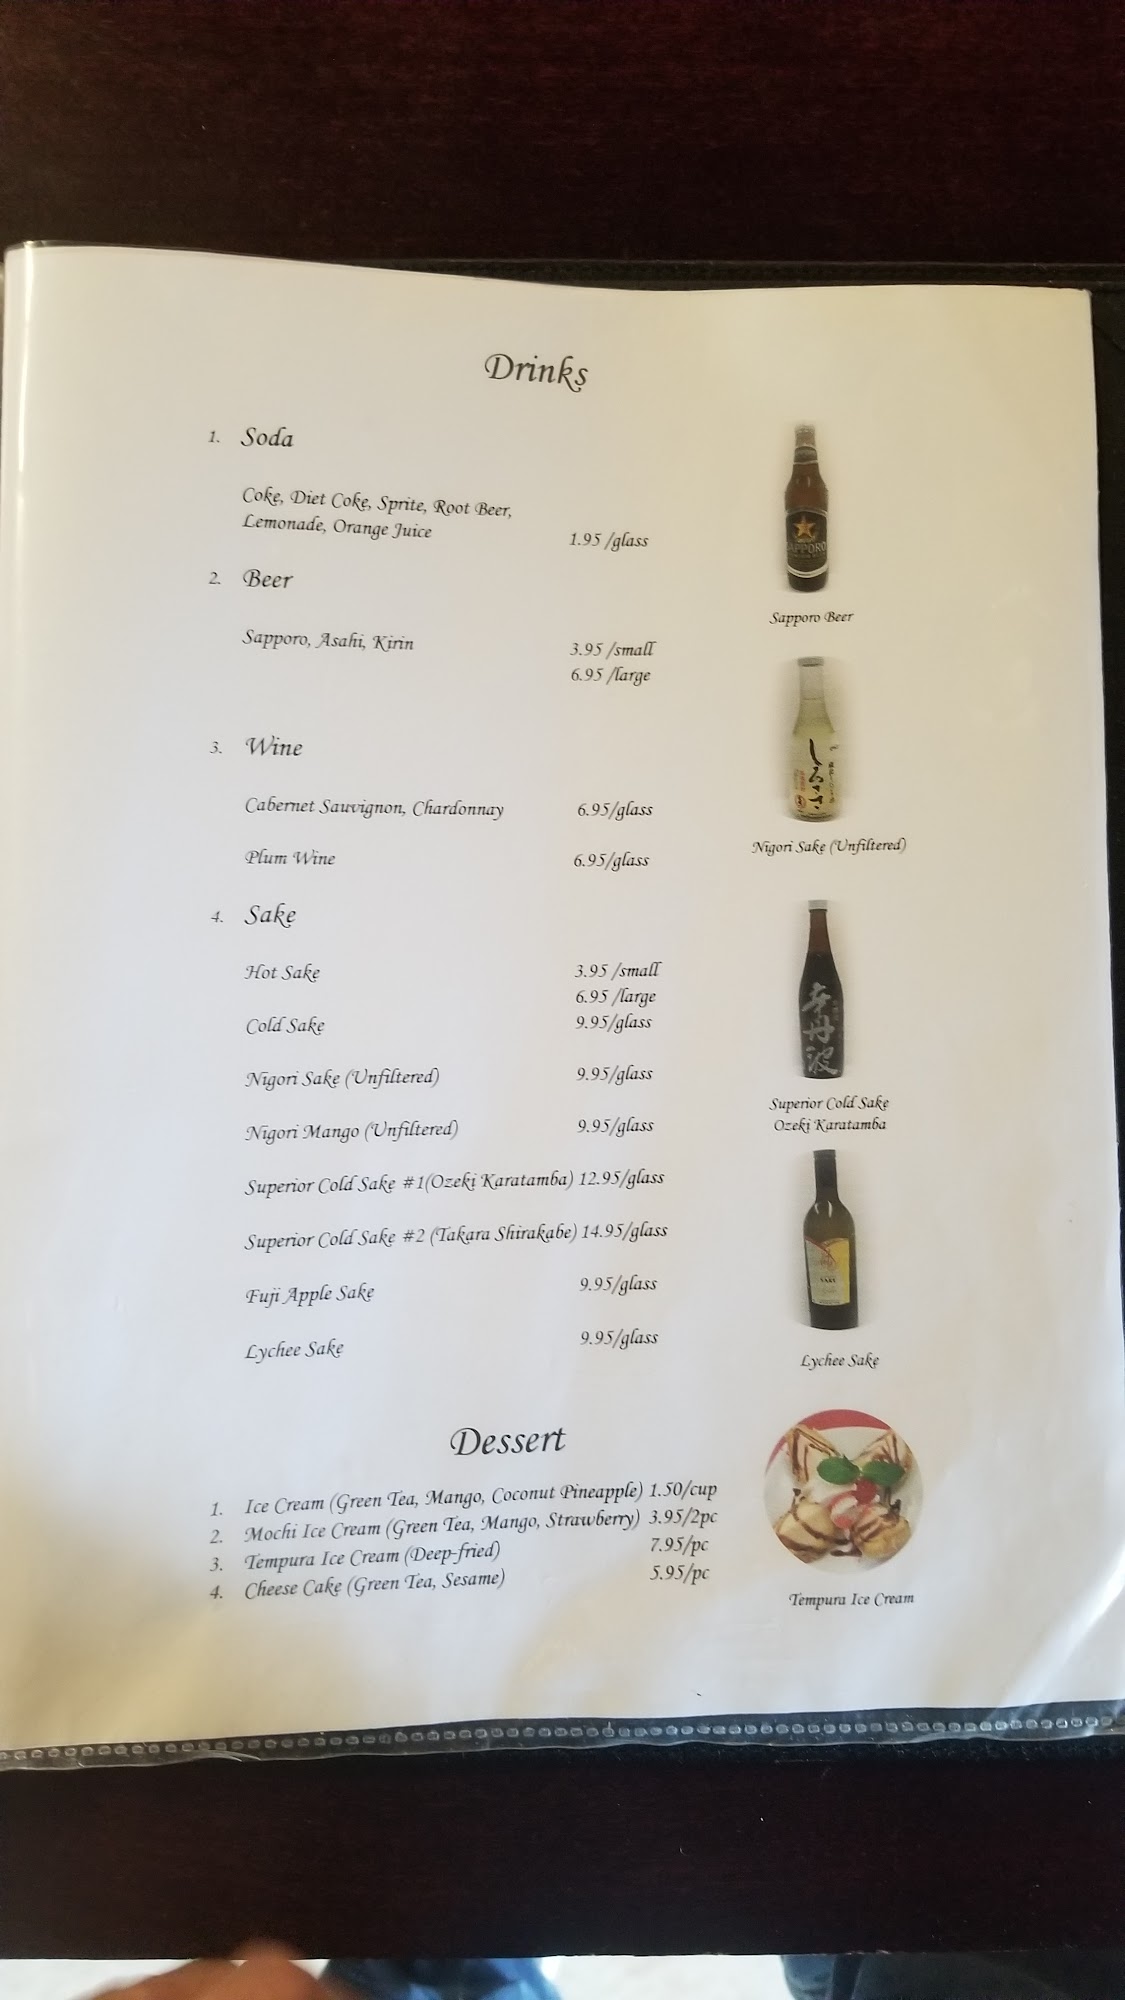 Drinks
1. Soda
Coke, Diet Coke, Sprite, Root Beer,
Lemonade, Orange Juice 1.95 /glass
2. Beer
Sapporo, Asahi, Kirin 3.95 /small
6.95 /large
3. Wine
Cabernet Sauvignon, Chardonnay 6.95/glass
Plum Wine 6.95/glass
4. Sake
Hot Sake 3.95 /small
6.95 /large
Cold Sake 9.95/glass
Nigori Sake (Unfiltered) 9.95/glass
Nigori Mango (Unfiltered) 9.95/glass
Superior Cold Sake #1(Ozeki Karatamba) 12.95/glass
Superior Cold Sake #2 (Takara Shirakabe) 14.95/glass
Fuji Apple Sake 9.95/glass
Lychee Sake 9.95/glass
SAPPORO
Sapporo Beer
Nigori Sake (Unfiltered)
辛丹波
Superior Cold Sake
Ozeki Karatamba
Lychee Sake
Dessert
1. Ice Cream (Green Tea, Mango, Coconut Pineapple) 1.50/cup
2. Mochi Ice Cream (Green Tea, Mango, Strawberry) 3.95/2pc
3. Tempura Ice Cream (Deep-fried) 7.95/pc
4. Cheese Cake (Green Tea, Sesame) 5.95/pc
Tempura Ice Cream